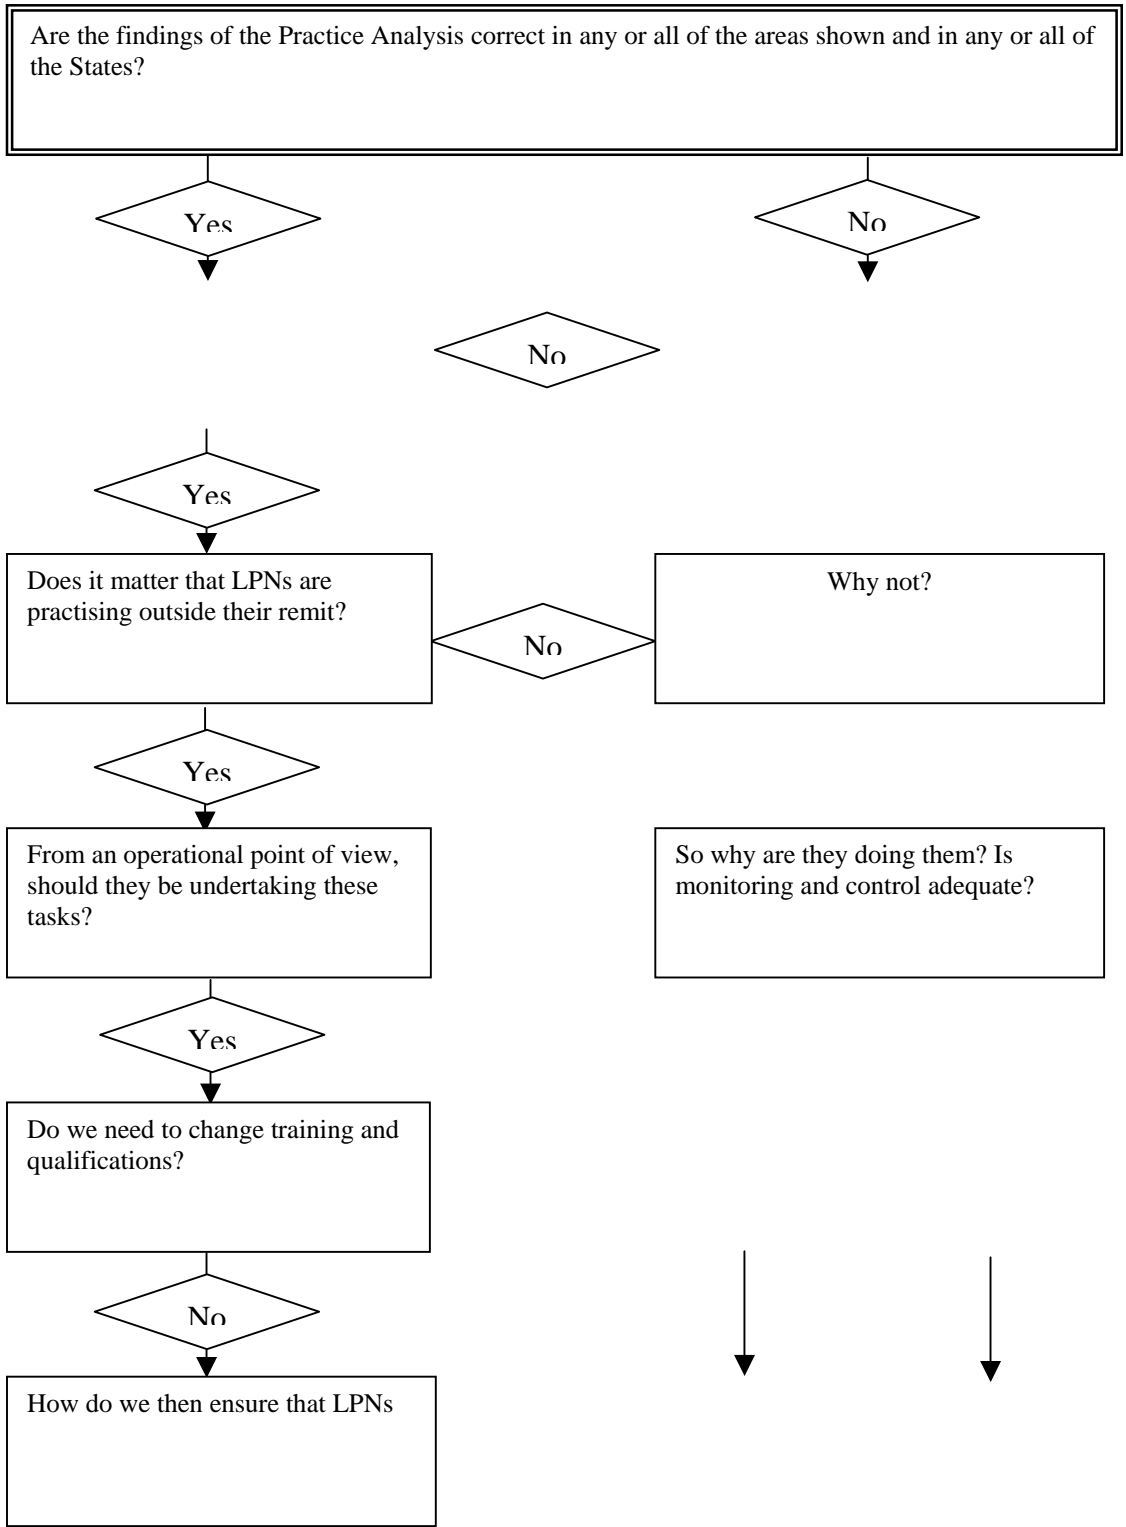 Are the findings of the Practice Analysis correct in any or all of the areas shown and in any or all of
the States?
Yes
No
No
Yes
Does it matter that LPNs are
practising outside their remit?
No
Why not?
Yes
From an operational point of view,
should they be undertaking these
tasks?
So why are they doing them? Is
monitoring and control adequate?
Yes
Do we need to change training and
qualifications?
No
How do we then ensure that LPNs